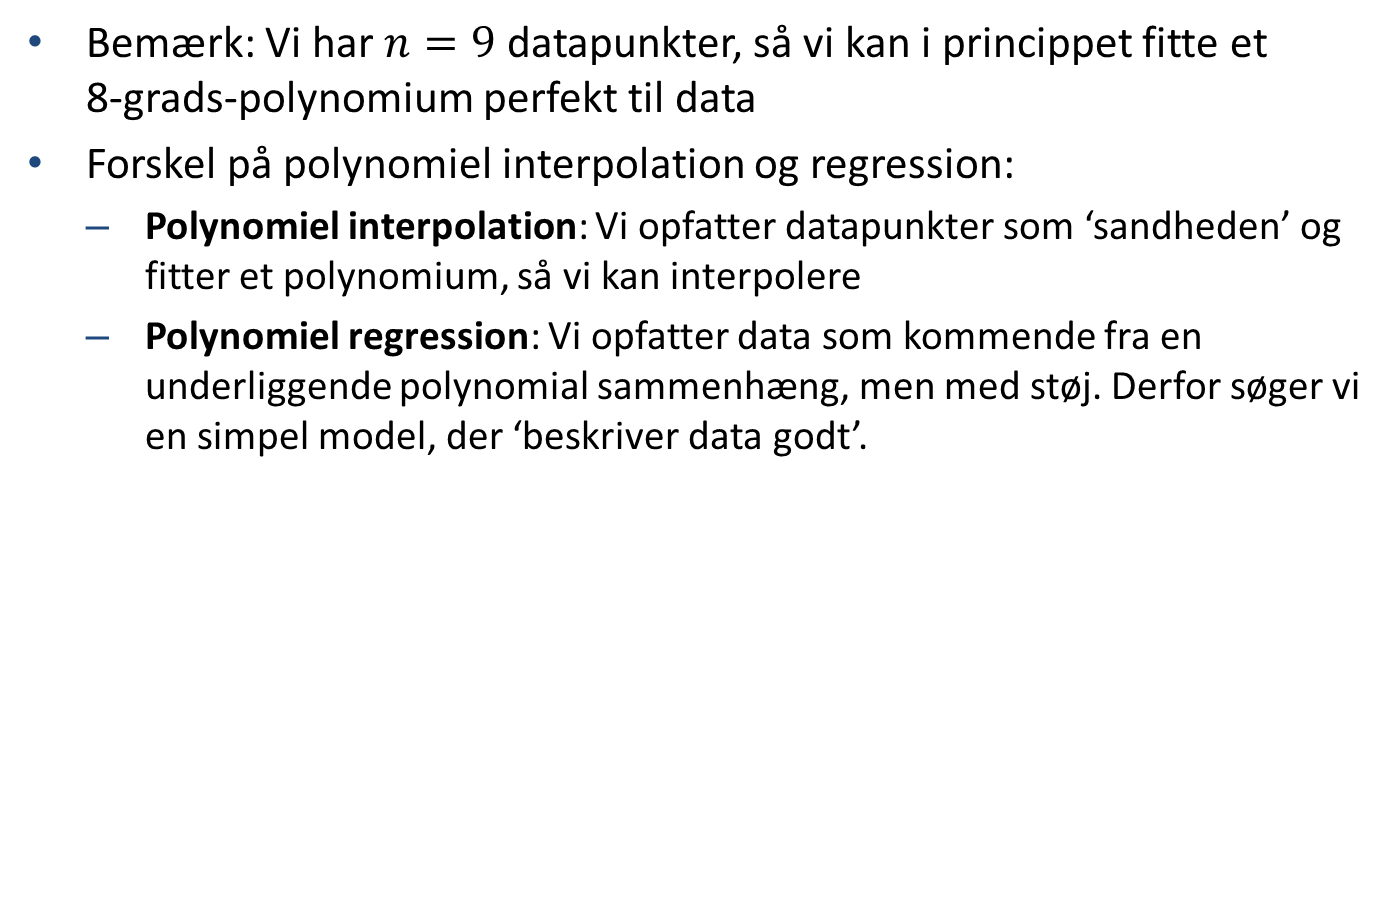 • Bemærk: Vi har 𝑛 = 9 datapunkter, så vi kan i princippet fitte et
8-grads-polynomium perfekt til data
• Forskel på polynomiel interpolation og regression:
– Polynomiel interpolation: Vi opfatter datapunkter som ‘sandheden’ og
fitter et polynomium, så vi kan interpolere
– Polynomiel regression: Vi opfatter data som kommende fra en
underliggende polynomial sammenhæng, men med støj. Derfor søger vi
en simpel model, der ‘beskriver data godt’.